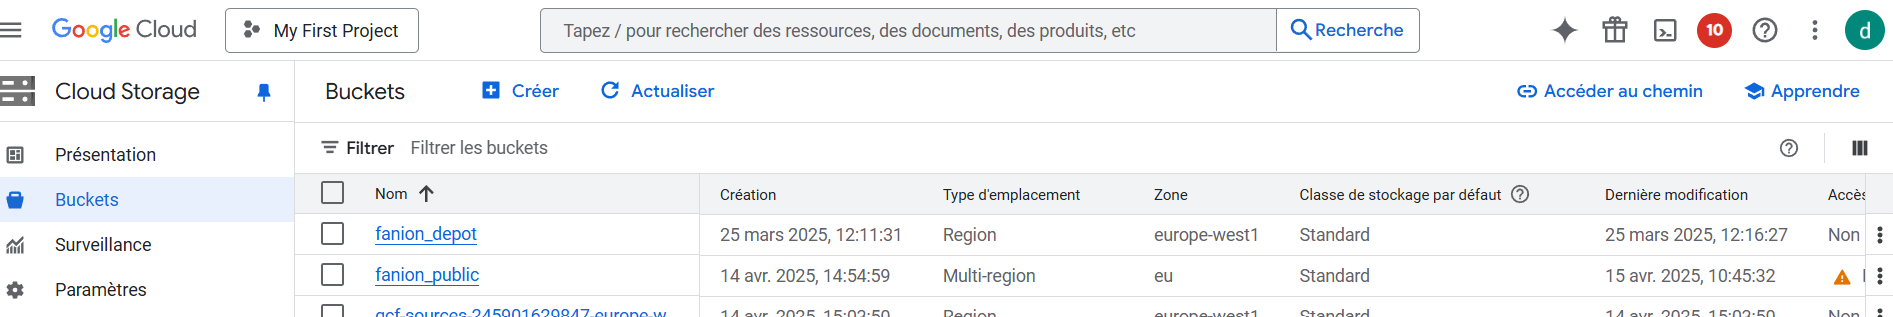 Google Cloud
My First Project
Tapez / pour rechercher des ressources, des documents, des produits, etc
Recherche
10
d
Cloud Storage
Buckets
Créer
Actualiser
Accéder au chemin
Apprendre
Présentation
Buckets
Surveillance
Paramètres
Filtrer Filtrer les buckets
Nom Création Type d'emplacement Zone Classe de stockage par défaut Dernière modification Accès
fanion_depot 25 mars 2025, 12:11:31 Region europe-west1 Standard 25 mars 2025, 12:16:27 Non
fanion_public 14 avr. 2025, 14:54:59 Multi-region eu Standard 15 avr. 2025, 10:45:32
gcf-sources-245901629847-europe-w 14 avr. 2025, 15:02:50 Region europe-west1 Standard 14 avr. 2025, 15:02:50 Non